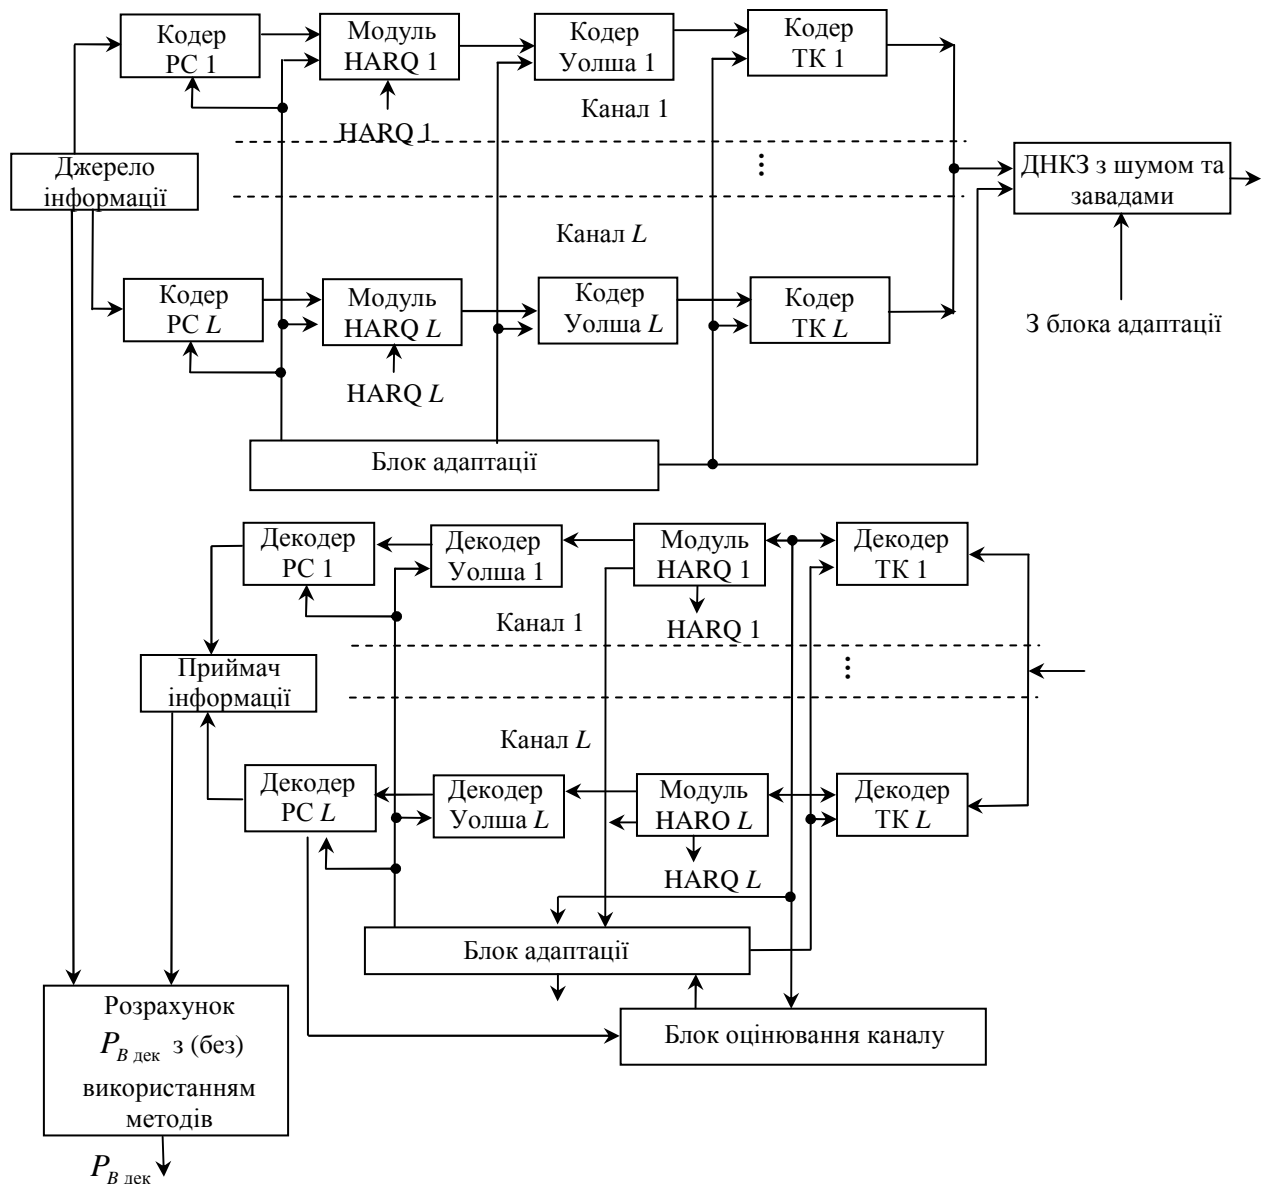 Кодер
РС 1
Модуль
HARQ 1
Кодер
Уолша 1
Кодер
ТК 1
Канал 1
HARQ 1
Джерело
інформації
...
ДНКЗ з шумом та
завадами
Канал L
Кодер
РС L
Модуль
HARQ L
Кодер
Уолша L
Кодер
ТК L
З блока адаптації
HARQ L
Блок адаптації
Декодер
РС 1
Декодер
Уолша 1
Модуль
HARQ 1
Декодер
ТК 1
Канал 1
HARQ 1
Приймач
інформації
...
Канал L
Декодер
РС L
Декодер
Уолша L
Модуль
HARO L
Декодер
ТК L
HARQ L
Блок адаптації
Розрахунок
P_B дек з (без)
використанням
методів
Блок оцінювання каналу
P_B дек